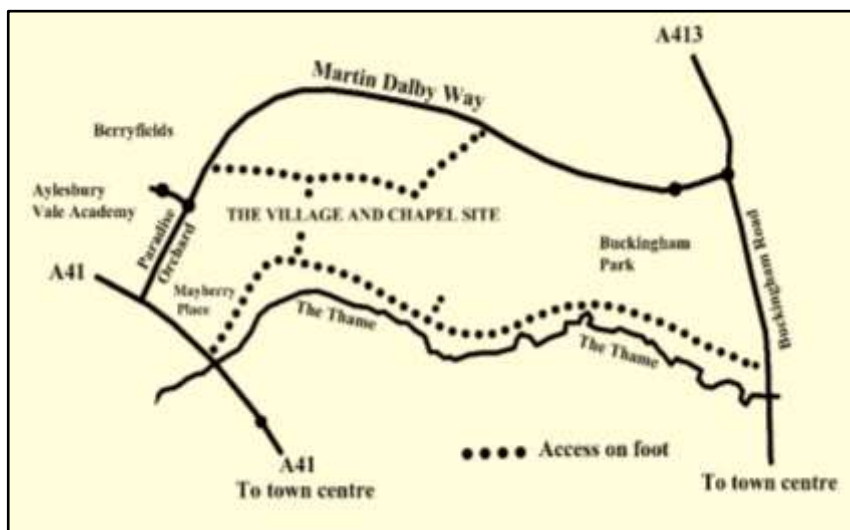 A413
Martin Dalby Way
Berryfields
Aylesbury
Vale Academy
Paradise
Orchard
THE VILLAGE AND CHAPEL SITE
Buckingham
Park
Buckingham Road
A41
Mayberry
Place
The Thame
The Thame
Access on foot
A41
To town centre
To town centre